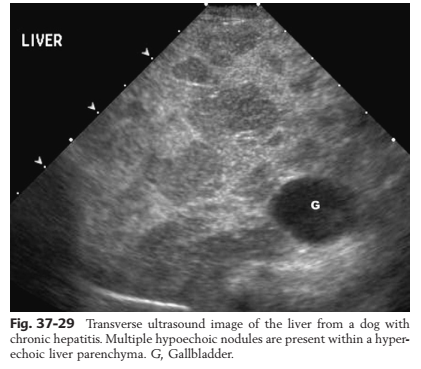 LIVER
G
Fig. 37-29 Transverse ultrasound image of the liver from a dog with
chronic hepatitis. Multiple hypoechoic nodules are present within a hyper-
echoic liver parenchyma. G, Gallbladder.